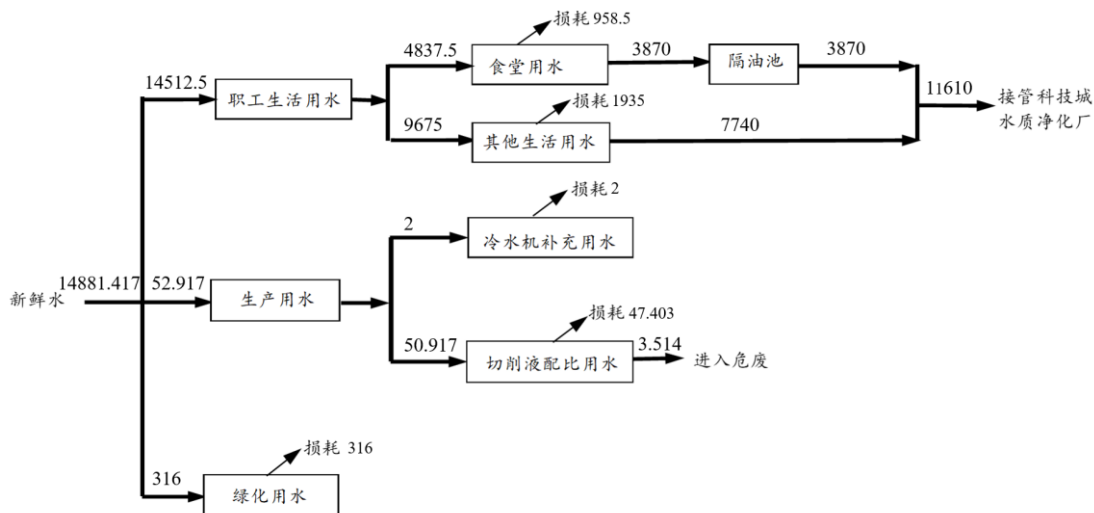 损耗 958.5
4837.5
食堂用水
3870
隔油池
3870
14512.5
职工生活用水
11610
接管科技城
水质净化厂
损耗 1935
9675
其他生活用水
7740
损耗 2
2
冷水机补充用水
新鲜水
14881.417
52.917
生产用水
损耗 47.403
50.917
切削液配比用水
3.514
进入危废
损耗 316
316
绿化用水